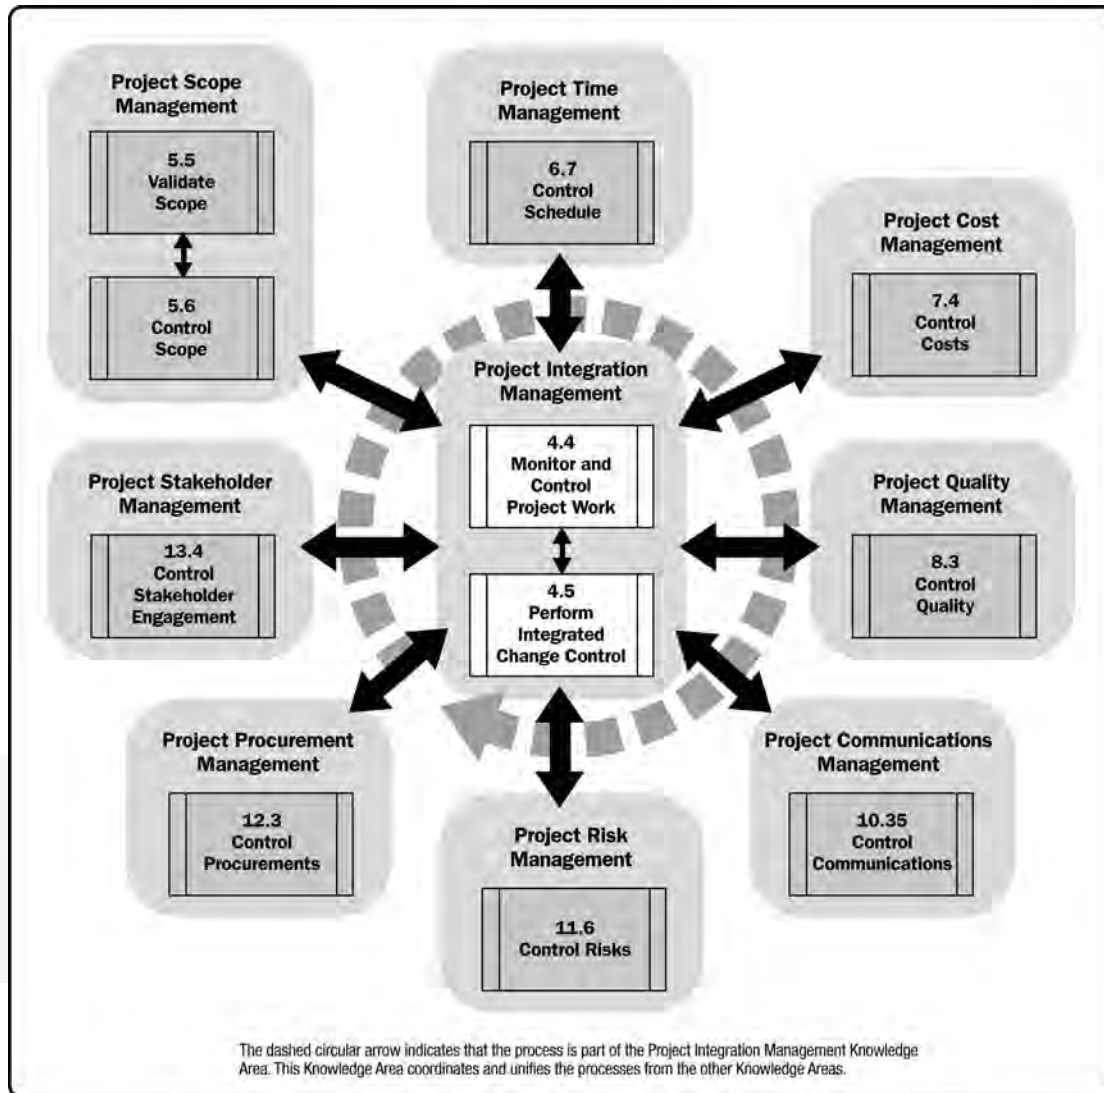 Project Scope
Management
5.5
Validate
Scope
5.6
Control
Scope
Project Time
Management
6.7
Control
Schedule
Project Cost
Management
7.4
Control
Costs
Project Integration
Management
4.4
Monitor and
Control
Project Work
4.5
Perform
Integrated
Change Control
Project Stakeholder
Management
13.4
Control
Stakeholder
Engagement
Project Quality
Management
8.3
Control
Quality
Project Procurement
Management
12.3
Control
Procurements
Project Risk
Management
11.6
Control Risks
Project Communications
Management
10.35
Control
Communications
The dashed circular arrow indicates that the process is part of the Project Integration Management Knowledge
Area. This Knowledge Area coordinates and unifies the processes from the other Knowledge Areas.